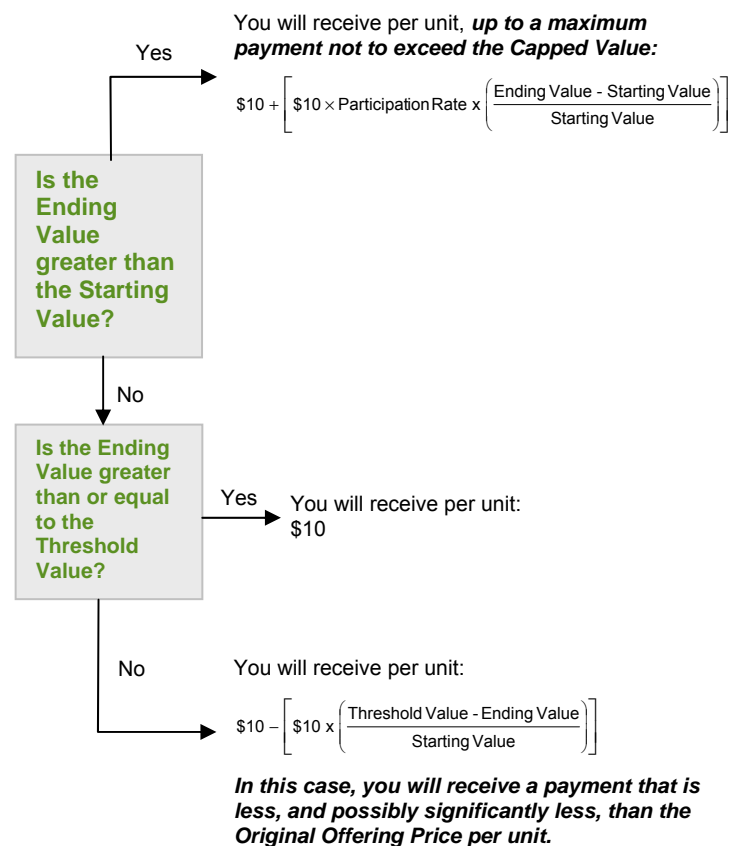 You will receive per unit, up to a maximum
payment not to exceed the Capped Value:
Yes
$10 + [ $10 × Participation Rate x ( Ending Value - Starting Value
Starting Value ) ]
Is the
Ending
Value
greater than
the Starting
Value?
No
Is the Ending
Value greater
than or equal
to the
Threshold
Value?
Yes
You will receive per unit:
$10
No
You will receive per unit:
$10 − [ $10 x ( Threshold Value - Ending Value
Starting Value ) ]
In this case, you will receive a payment that is
less, and possibly significantly less, than the
Original Offering Price per unit.